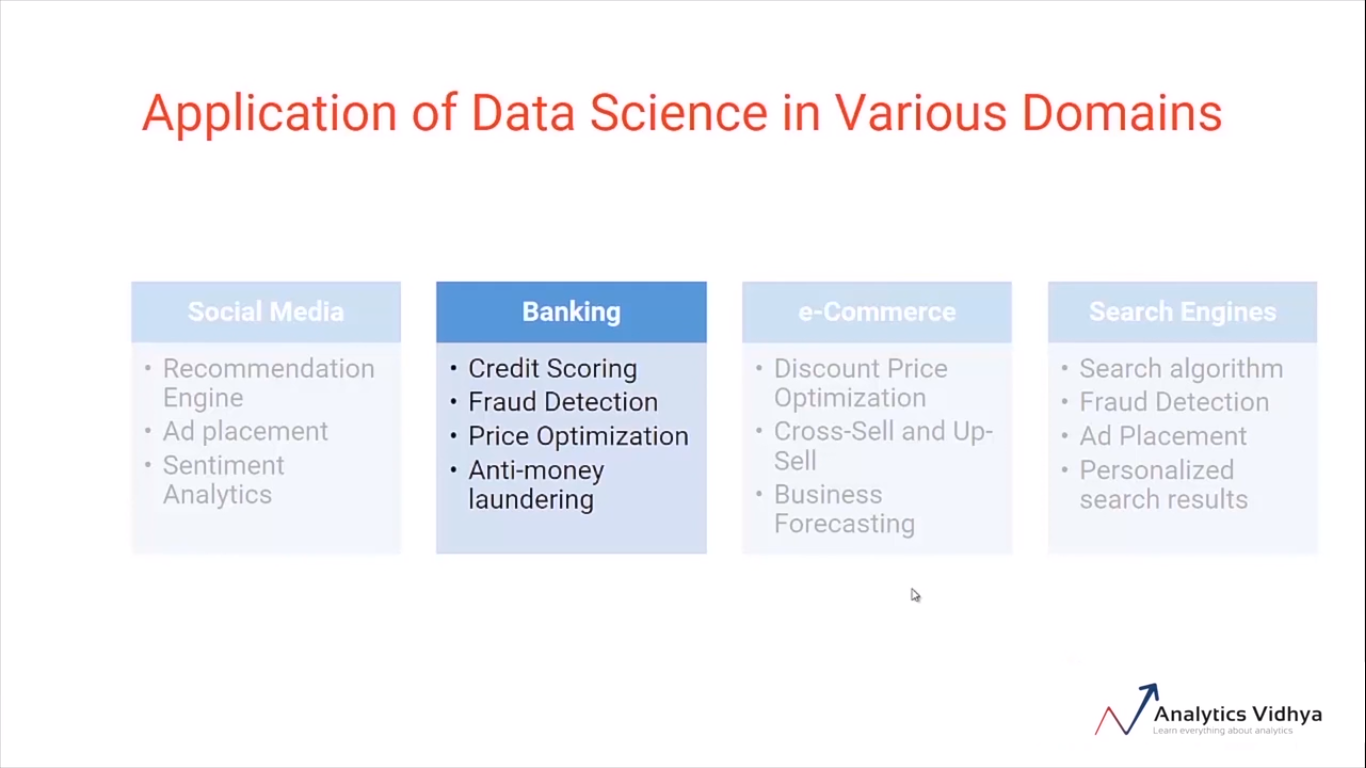 Application of Data Science in Various Domains
Social Media
• Recommendation
Engine
• Ad placement
• Sentiment
Analytics
Banking
• Credit Scoring
• Fraud Detection
• Price Optimization
• Anti-money
laundering
e-Commerce
• Discount Price
Optimization
• Cross-Sell and Up-
Sell
• Business
Forecasting
Search Engines
• Search algorithm
• Fraud Detection
• Ad Placement
• Personalized
search results
Analytics Vidhya
Learn everything about analytics